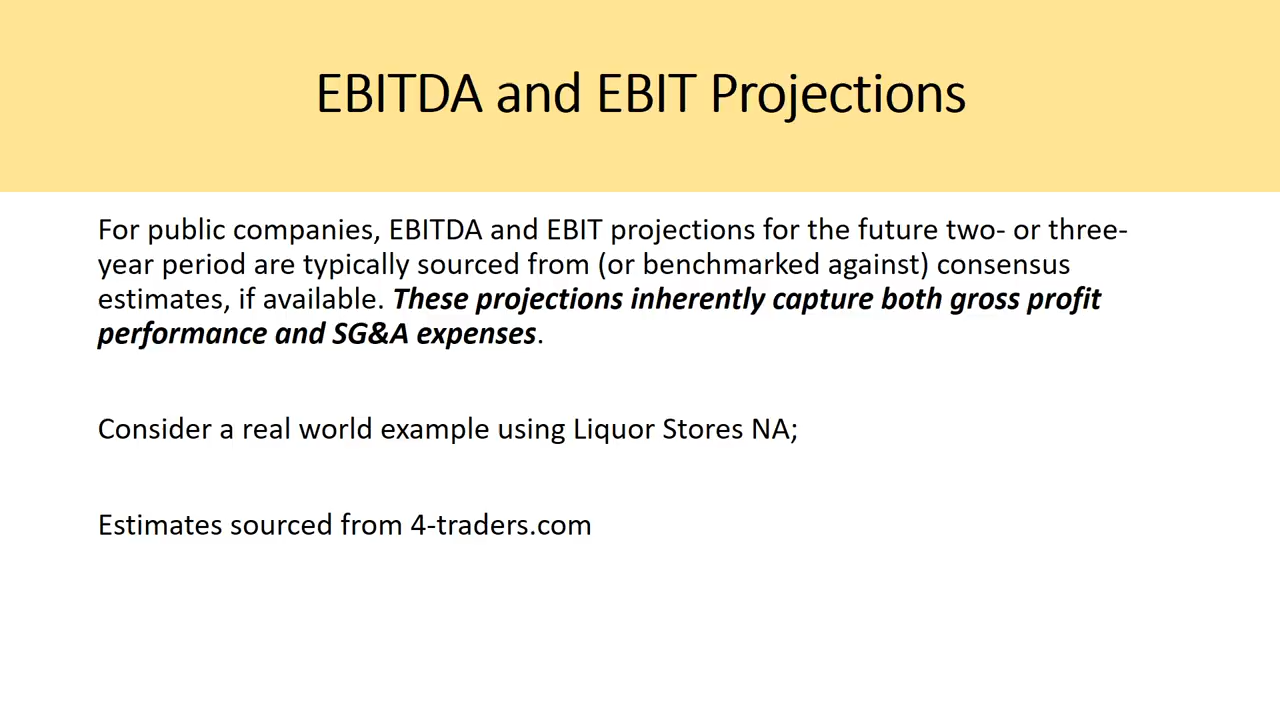 EBITDA and EBIT Projections
For public companies, EBITDA and EBIT projections for the future two- or three-
year period are typically sourced from (or benchmarked against) consensus
estimates, if available. These projections inherently capture both gross profit
performance and SG&A expenses.
Consider a real world example using Liquor Stores NA;
Estimates sourced from 4-traders.com